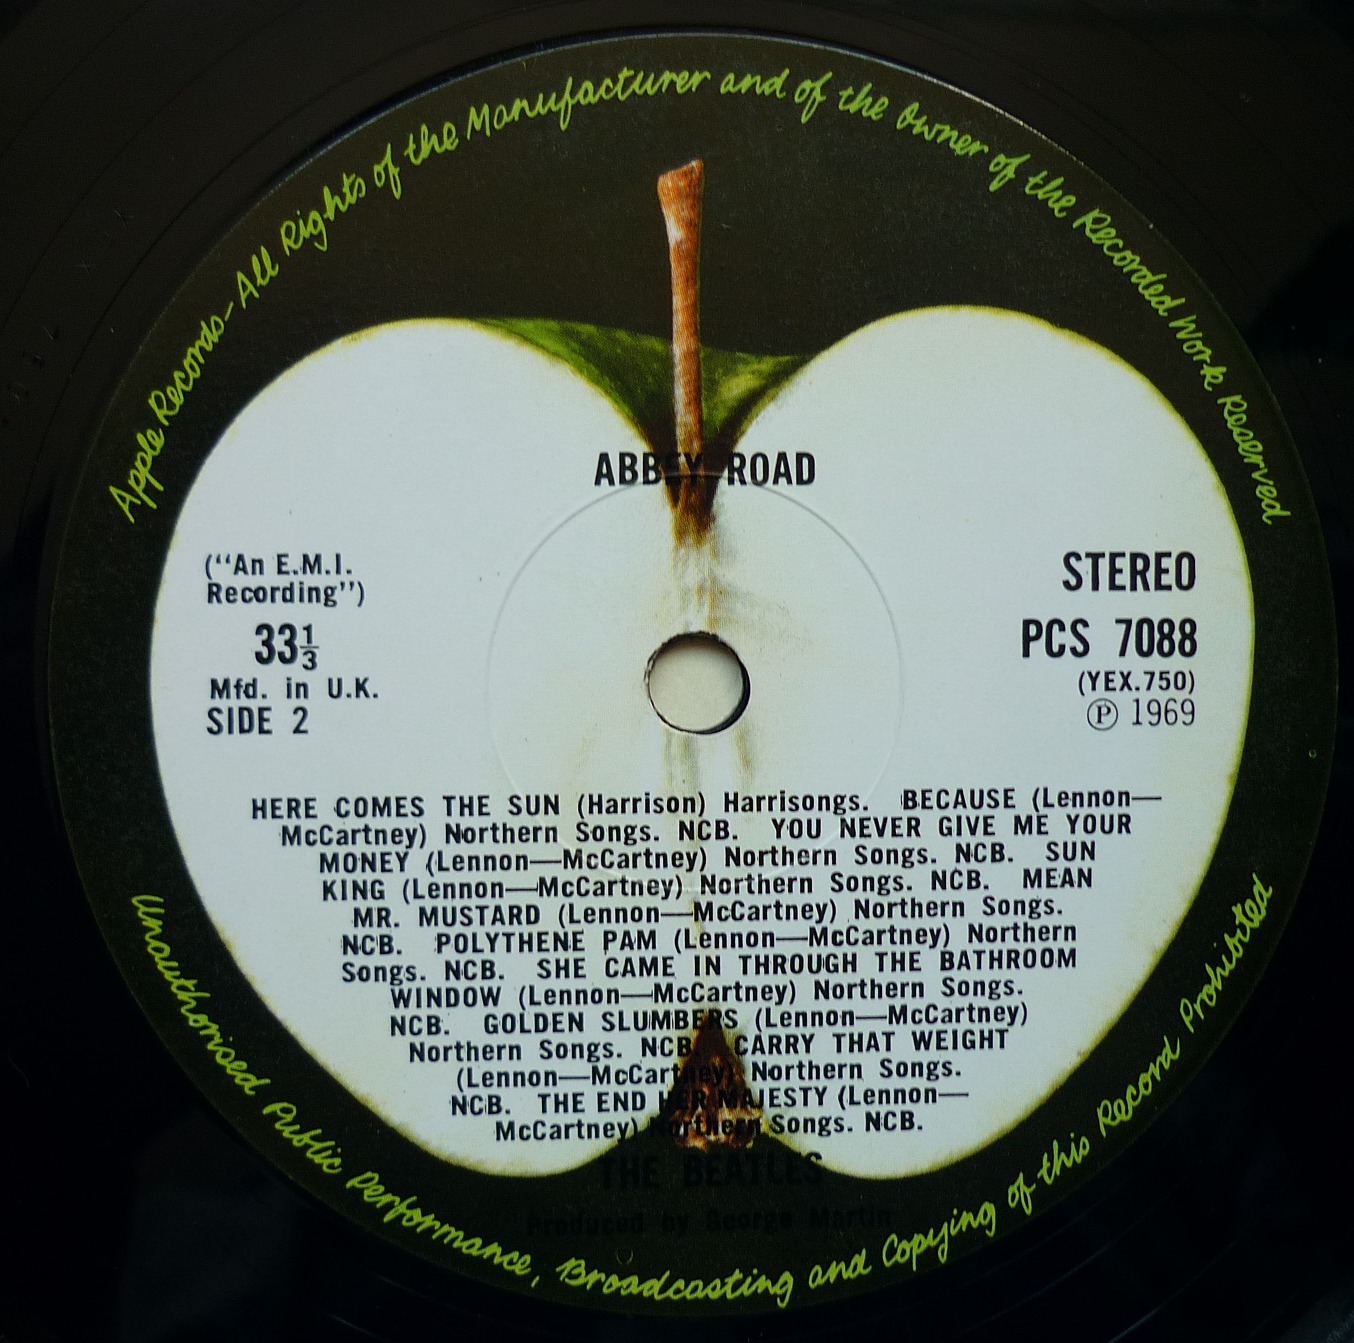 Apple Records—All Rights of the Manufacturer and of the Owner of the Recorded Work Reserved
ABBEY ROAD
("An E.M.I.
Recording")
33⅓
Mfd. in U.K.
SIDE 2
STEREO
PCS 7088
(YEX.750)
Ⓟ 1969
HERE COMES THE SUN (Harrison) Harrisongs. BECAUSE (Lennon—
McCartney) Northern Songs. NCB. YOU NEVER GIVE ME YOUR
MONEY (Lennon—McCartney) Northern Songs. NCB. SUN
KING (Lennon—McCartney) Northern Songs. NCB. MEAN
MR. MUSTARD (Lennon—McCartney) Northern Songs.
NCB. POLYTHENE PAM (Lennon—McCartney) Northern
Songs. NCB. SHE CAME IN THROUGH THE BATHROOM
WINDOW (Lennon—McCartney) Northern Songs.
NCB. GOLDEN SLUMBERS (Lennon—McCartney)
Northern Songs. NCB. CARRY THAT WEIGHT
(Lennon—McCartney) Northern Songs.
NCB. THE END HER MAJESTY (Lennon—
McCartney) Northern Songs. NCB.
THE BEATLES
Produced by George Martin
Unauthorised Public Performance, Broadcasting and Copying of this Record Prohibited